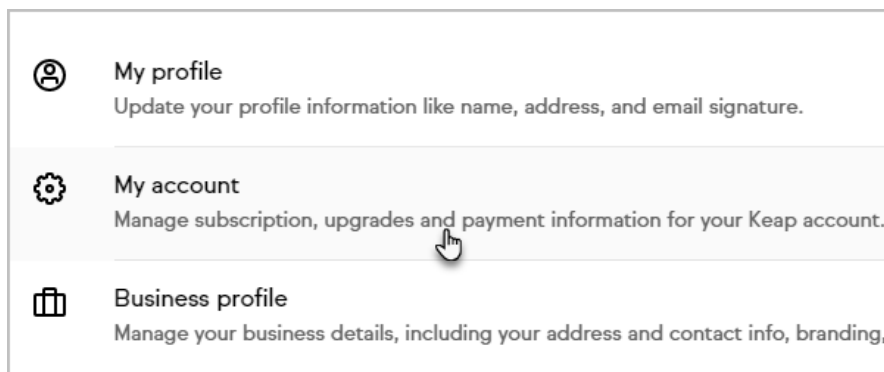 My profile
Update your profile information like name, address, and email signature.
My account
Manage subscription, upgrades and payment information for your Keap account.
Business profile
Manage your business details, including your address and contact info, branding,